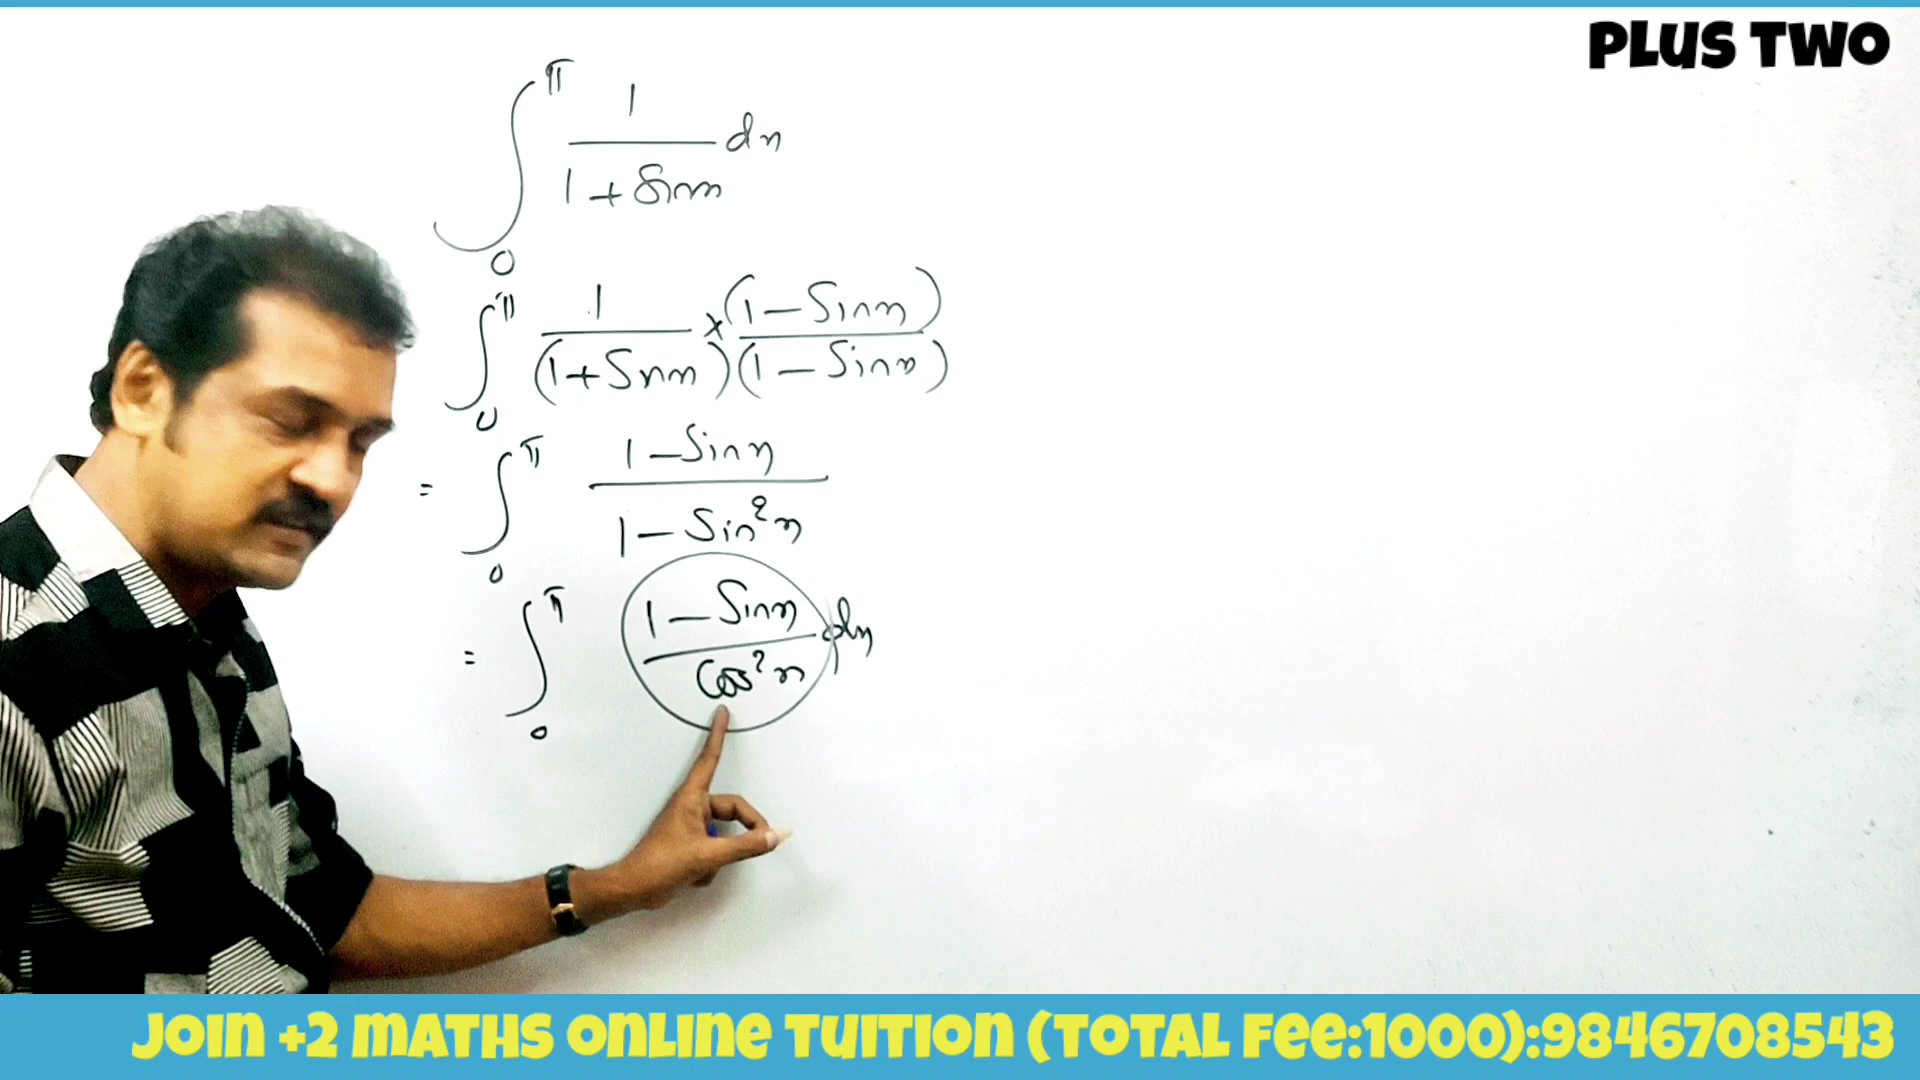 PLUS TWO
∫₀^π 1/(1+Sinx) dx
∫₀^π 1/(1+Sinx) × (1-Sinx)/(1-Sinx)
= ∫₀^π (1-Sinx)/(1-Sin²x)
= ∫₀^π (1-Sinx)/(Cos²x) dx
JOIN +2 MATHS ONLINE TUITION (TOTAL Fee:1000):9846708543